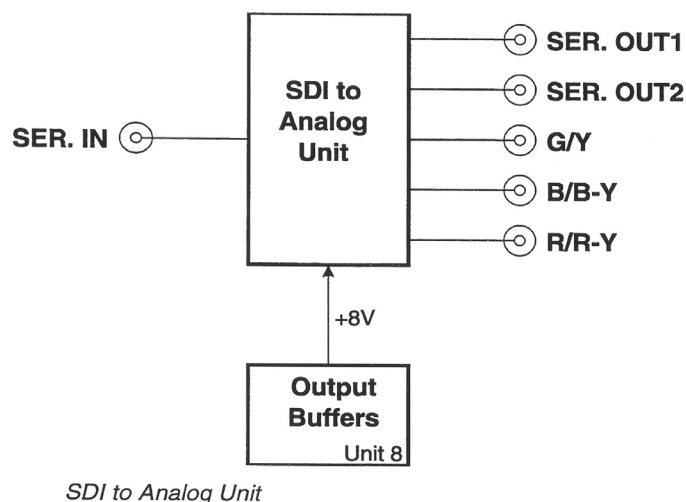 SER. IN
SDI to
Analog
Unit
SER. OUT1
SER. OUT2
G/Y
B/B-Y
R/R-Y
+8V
Output
Buffers
Unit 8
SDI to Analog Unit